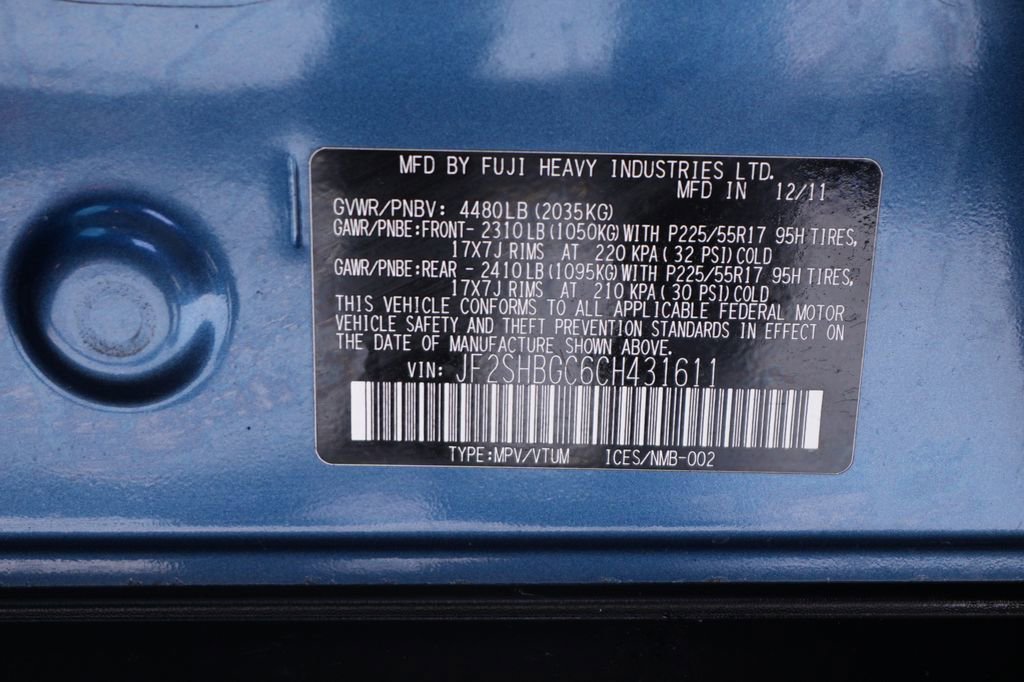 MFD BY FUJI HEAVY INDUSTRIES LTD.
MFD IN 12/11
GVWR/PNBV: 4480LB (2035KG)
GAWR/PNBE:FRONT- 2310LB (1050KG) WITH P225/55R17 95H TIRES,
17X7J RIMS AT 220 KPA ( 32 PSI) COLD
GAWR/PNBE:REAR - 2410LB (1095KG) WITH P225/55R17 95H TIRES,
17X7J RIMS AT 210 KPA ( 30 PSI) COLD
THIS VEHICLE CONFORMS TO ALL APPLICABLE FEDERAL MOTOR
VEHICLE SAFETY AND THEFT PREVENTION STANDARDS IN EFFECT ON
THE DATE OF MANUFACTURE SHOWN ABOVE.
VIN: JF2SHBGC6CH431611
TYPE:MPV/VTUM ICES/NMB-002